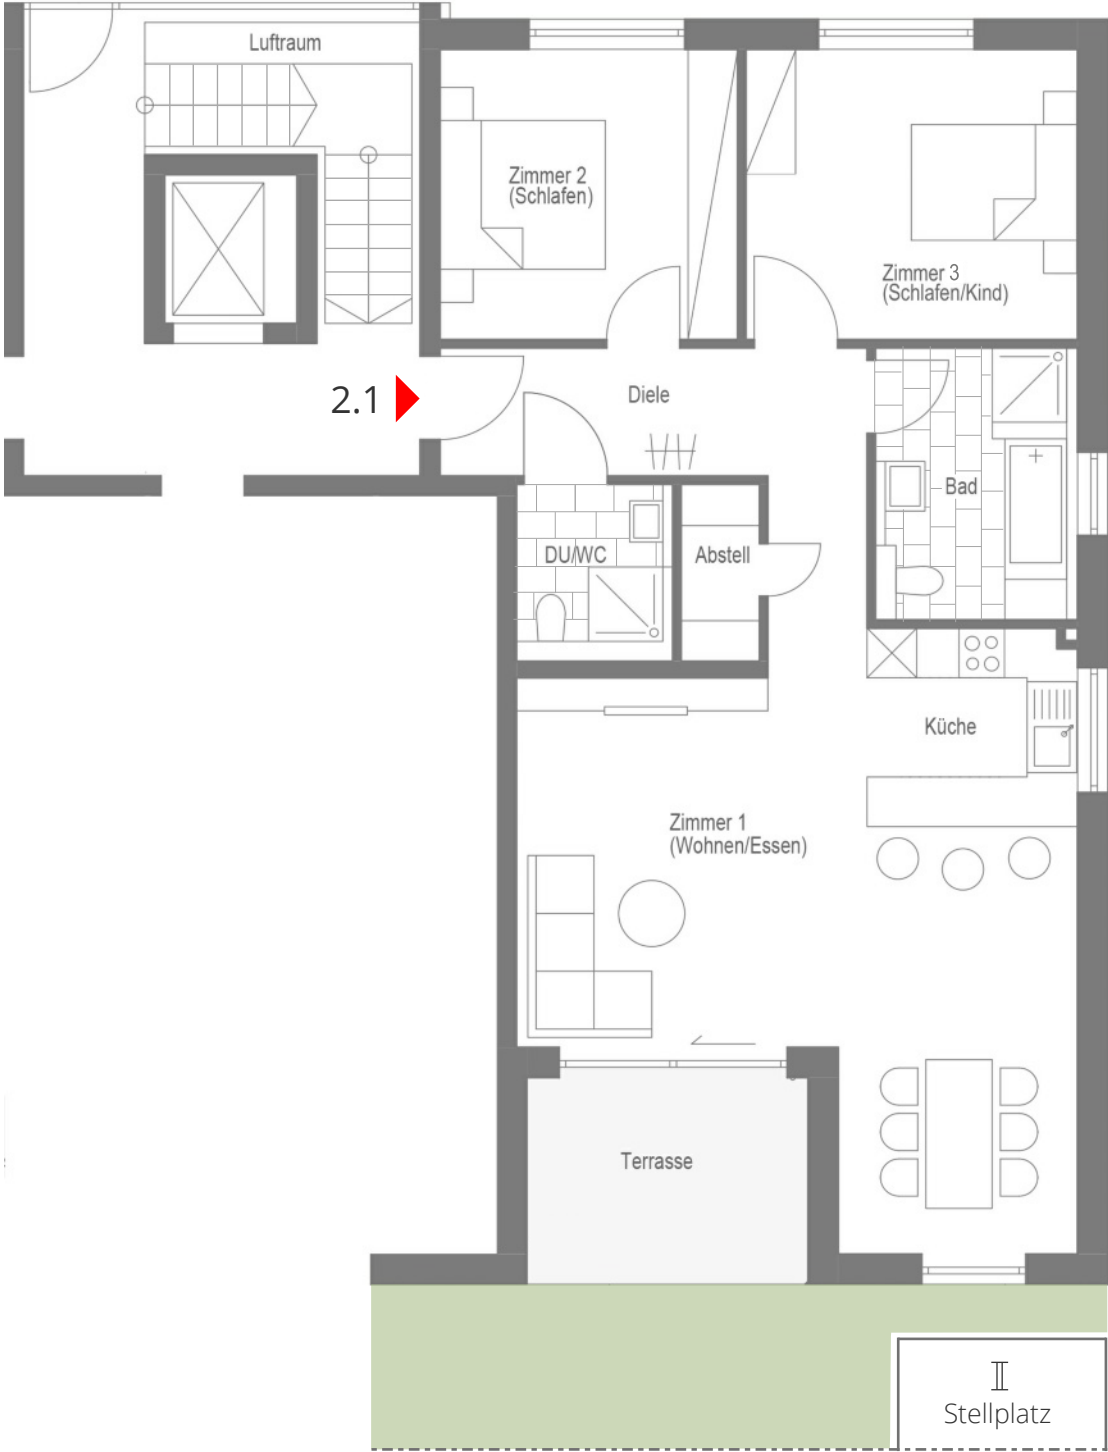 Luftraum
Zimmer 2
(Schlafen)
Zimmer 3
(Schlafen/Kind)
2.1
Diele
Bad
DU/WC
Abstell
Küche
Zimmer 1
(Wohnen/Essen)
Terrasse
II
Stellplatz